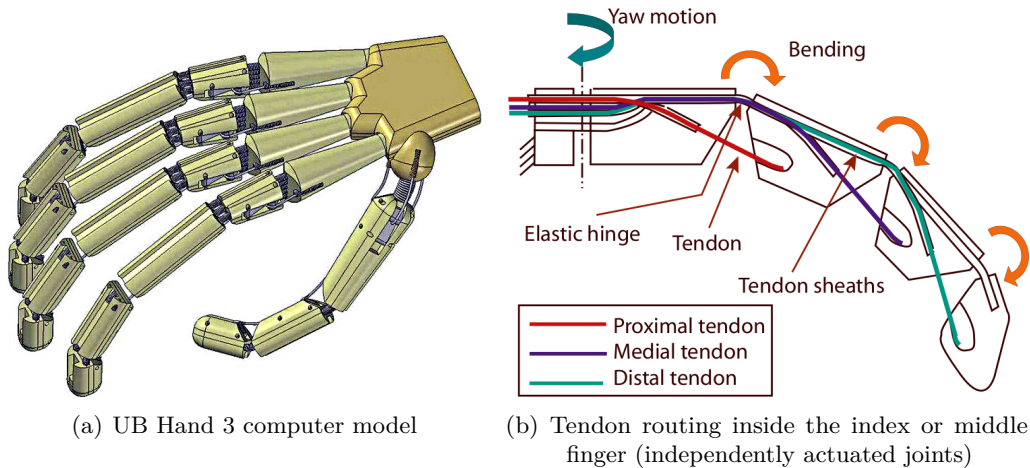 Yaw motion
Bending
Elastic hinge
Tendon
Tendon sheaths
Proximal tendon
Medial tendon
Distal tendon
(a) UB Hand 3 computer model
(b) Tendon routing inside the index or middle
finger (independently actuated joints)